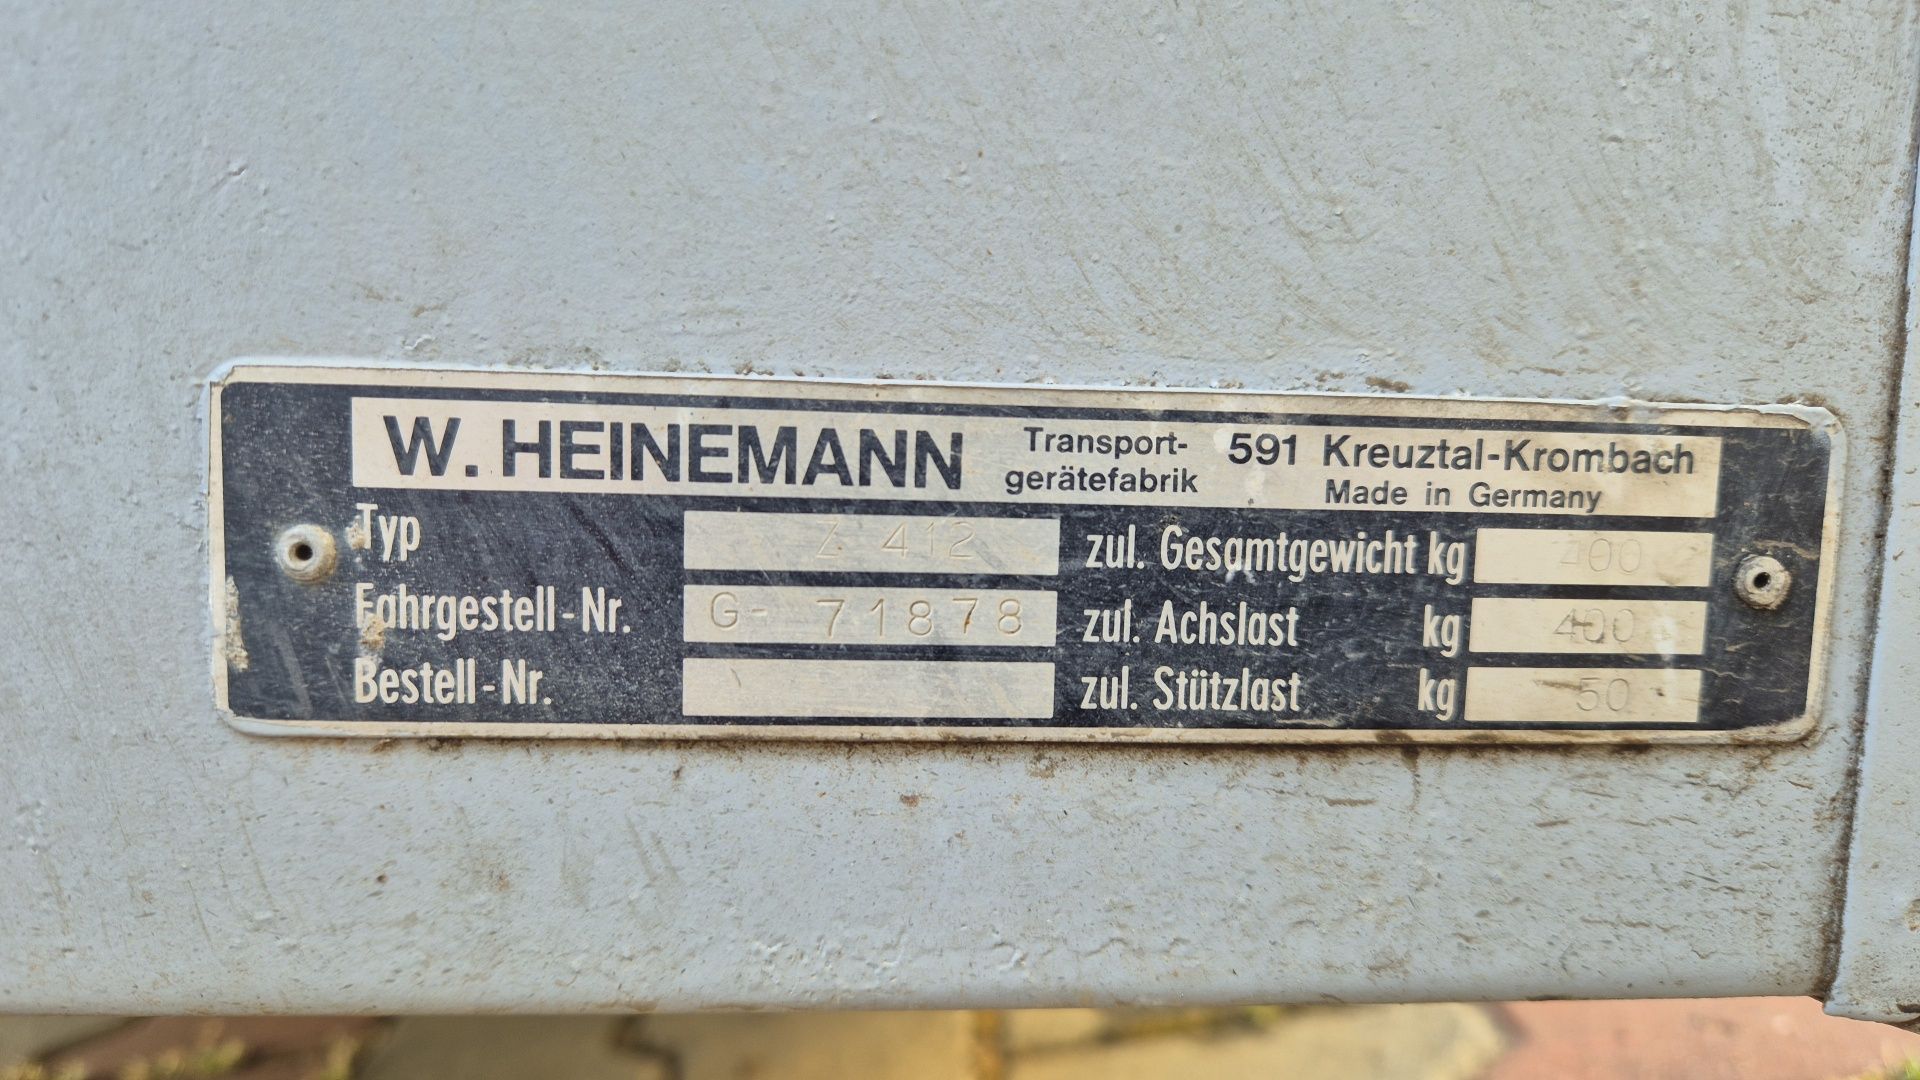 W. HEINEMANN Transport-gerätefabrik 591 Kreuztal-Krombach
Made in Germany
Typ Z 412 zul. Gesamtgewicht kg 400
Fahrgestell-Nr. G- 71878 zul. Achslast kg 400
Bestell-Nr. zul. Stützlast kg 50